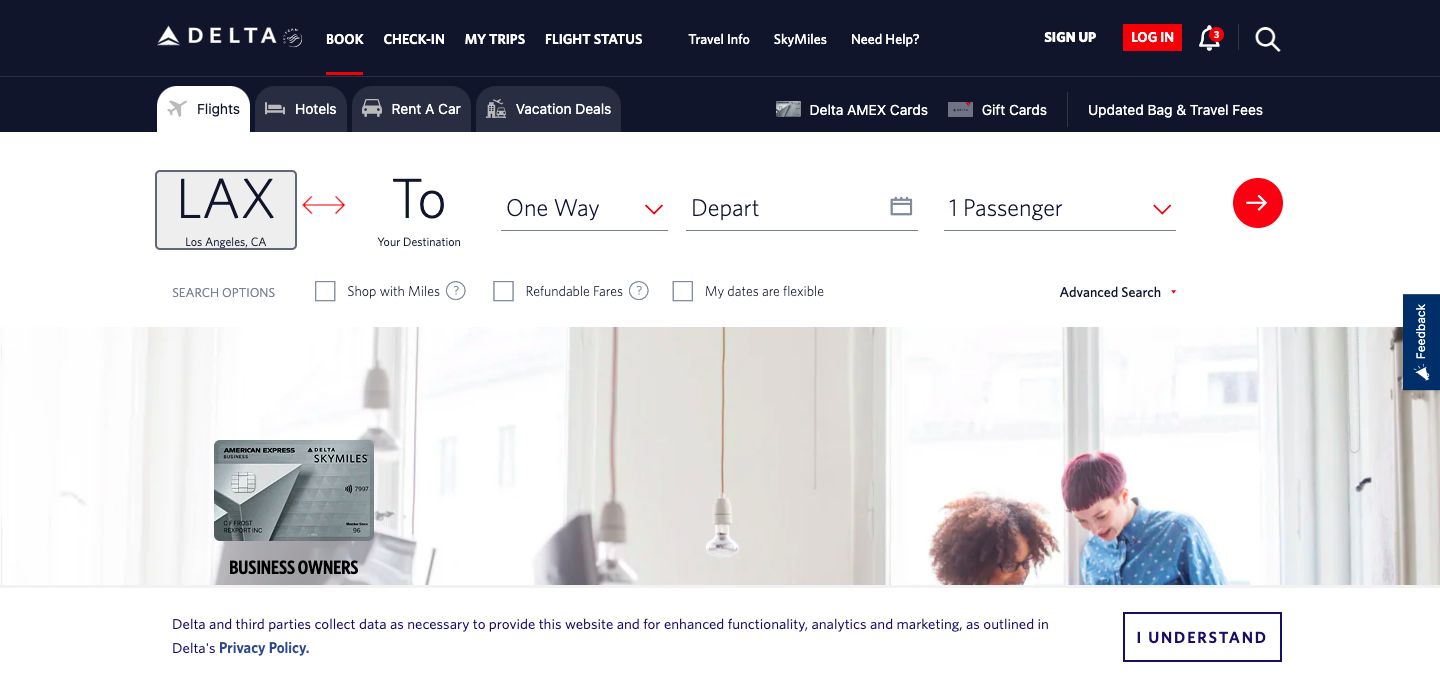 DELTA
BOOK
CHECK-IN
MY TRIPS
FLIGHT STATUS
Travel Info
SkyMiles
Need Help?
SIGN UP
LOG IN
3
Flights
Hotels
Rent A Car
Vacation Deals
Delta AMEX Cards
Gift Cards
Updated Bag & Travel Fees
LAX
Los Angeles, CA
To
Your Destination
One Way
Depart
1 Passenger
SEARCH OPTIONS
Shop with Miles ?
Refundable Fares ?
My dates are flexible
Advanced Search
Feedback
AMERICAN EXPRESS
BUSINESS
DELTA
SKYMILES
7997
C F FROST
REXPORT INC
Member Since
96
BUSINESS OWNERS
Delta and third parties collect data as necessary to provide this website and for enhanced functionality, analytics and marketing, as outlined in
Delta's Privacy Policy.
I UNDERSTAND